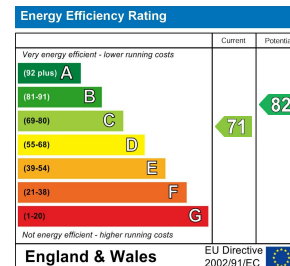 Energy Efficiency Rating
Current Potentia
Very energy efficient - lower running costs
(92 plus) A
(81-91) B
82
(69-80) C
71
(55-68) D
(39-54) E
(21-38) F
(1-20) G
Not energy efficient - higher running costs
England & Wales
EU Directive
2002/91/EC